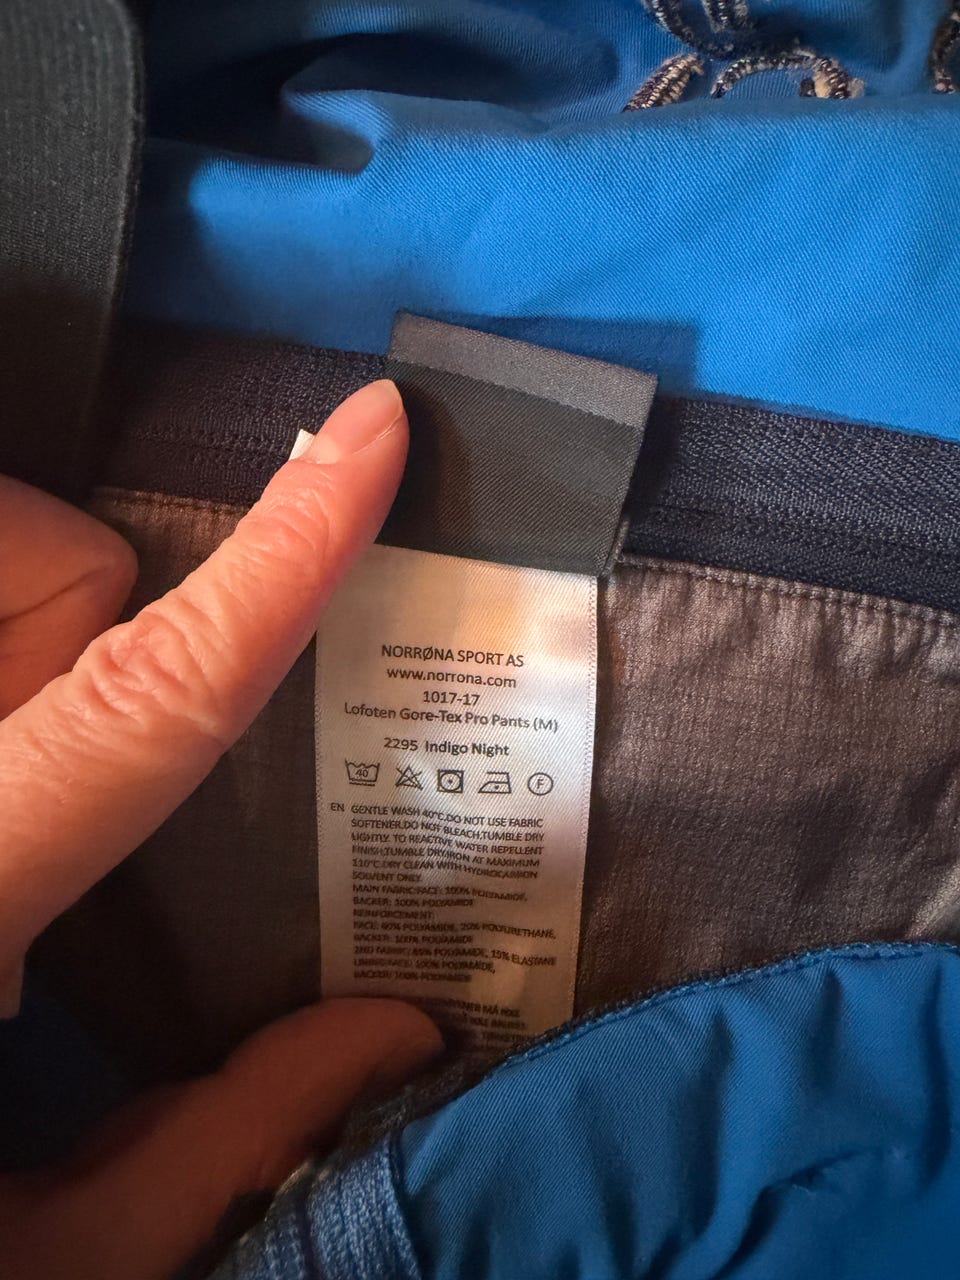 NORRØNA SPORT AS
www.norrona.com
1017-17
Lofoten Gore-Tex Pro Pants (M)
2295 Indigo Night
40
F
EN GENTLE WASH 40°C.DO NOT USE FABRIC
SOFTENER.DO NOT BLEACH.TUMBLE DRY
LIGHTLY. TO REACTIVE WATER REPELLENT
FINISH,TUMBLE DRY.IRON AT MAXIMUM
110°C.DRY CLEAN WITH HYDROCARBON
SOLVENT ONLY.
MAIN FABRIC:FACE: 100% POLYAMIDE,
BACKER: 100% POLYAMIDE
REINFORCEMENT:
FACE: 80% POLYAMIDE, 20% POLYURETHANE,
BACKER: 100% POLYAMIDE
2ND FABRIC: 85% POLYAMIDE, 15% ELASTANE
LINING:FACE: 100% POLYAMIDE,
BACKER: 100% POLYAMIDE
MÅ IKKE
IKKE